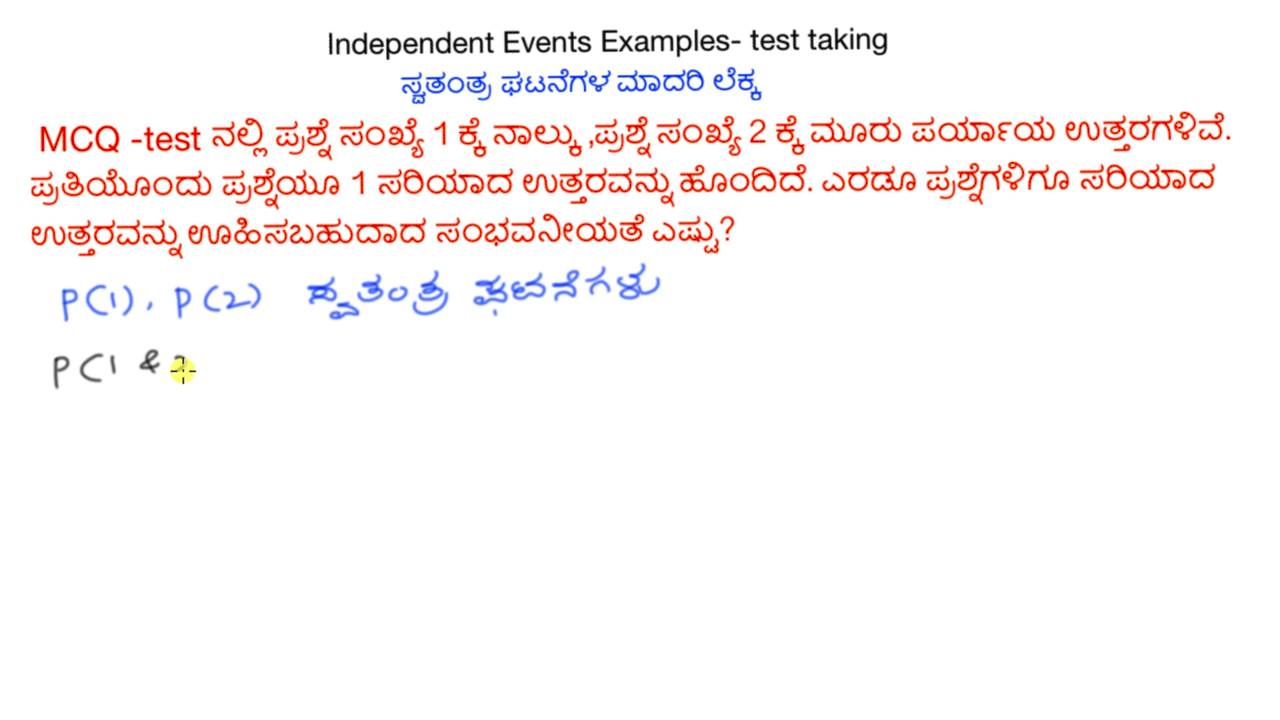 Independent Events Examples- test taking
ಸ್ವತಂತ್ರ ಘಟನೆಗಳ ಮಾದರಿ ಲೆಕ್ಕ
MCQ -test ನಲ್ಲಿ ಪ್ರಶ್ನೆ ಸಂಖ್ಯೆ 1 ಕ್ಕೆ ನಾಲ್ಕು ,ಪ್ರಶ್ನೆ ಸಂಖ್ಯೆ 2 ಕ್ಕೆ ಮೂರು ಪರ್ಯಾಯ ಉತ್ತರಗಳಿವೆ.
ಪ್ರತಿಯೊಂದು ಪ್ರಶ್ನೆಯೂ 1 ಸರಿಯಾದ ಉತ್ತರವನ್ನು ಹೊಂದಿದೆ. ಎರಡೂ ಪ್ರಶ್ನೆಗಳಿಗೂ ಸರಿಯಾದ
ಉತ್ತರವನ್ನು ಊಹಿಸಬಹುದಾದ ಸಂಭವನೀಯತೆ ಎಷ್ಟು?
P(1), P(2) ಸ್ವತಂತ್ರ ಘಟನೆಗಳು
P(1 & 2